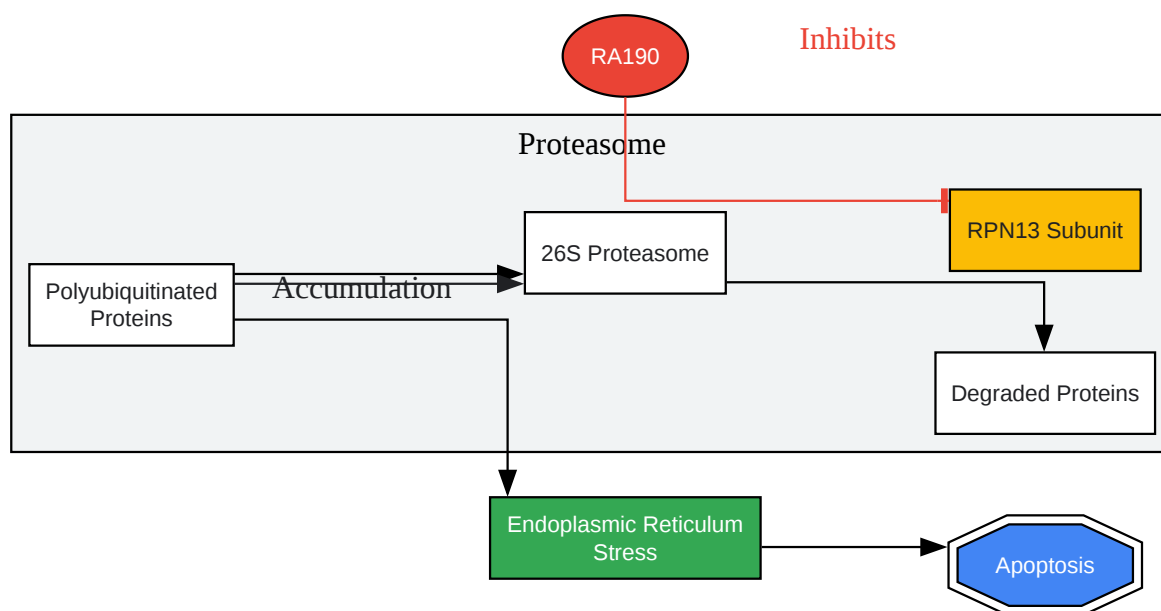 RA190
Inhibits
Proteasome
RPN13 Subunit
26S Proteasome
Polyubiquitinated
Proteins
Accumulation
Degraded Proteins
Endoplasmic Reticulum
Stress
Apoptosis